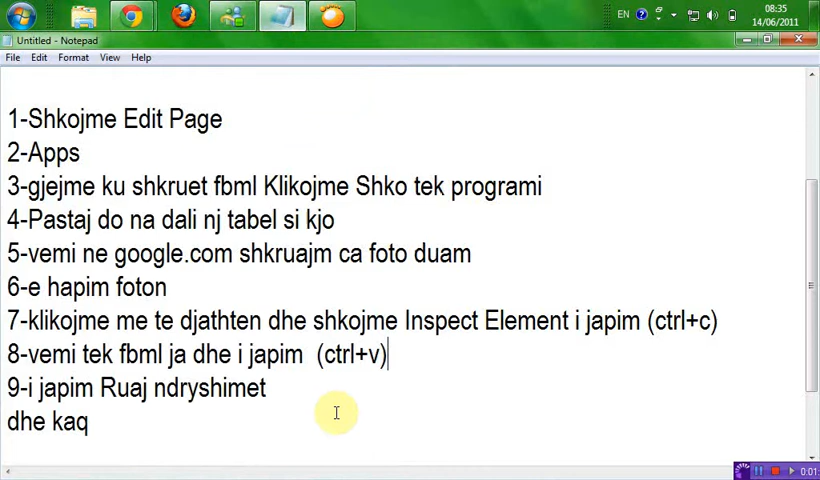 EN
08:35
14/06/2011
Untitled - Notepad
File Edit Format View Help
1-Shkojme Edit Page
2-Apps
3-gjejme ku shkruet fbml Klikojme Shko tek programi
4-Pastaj do na dali nj tabel si kjo
5-vemi ne google.com shkruajm ca foto duam
6-e hapim foton
7-klikojme me te djathten dhe shkojme Inspect Element i japim (ctrl+c)
8-vemi tek fbml ja dhe i japim (ctrl+v)
9-i japim Ruaj ndryshimet
dhe kaq
0:01